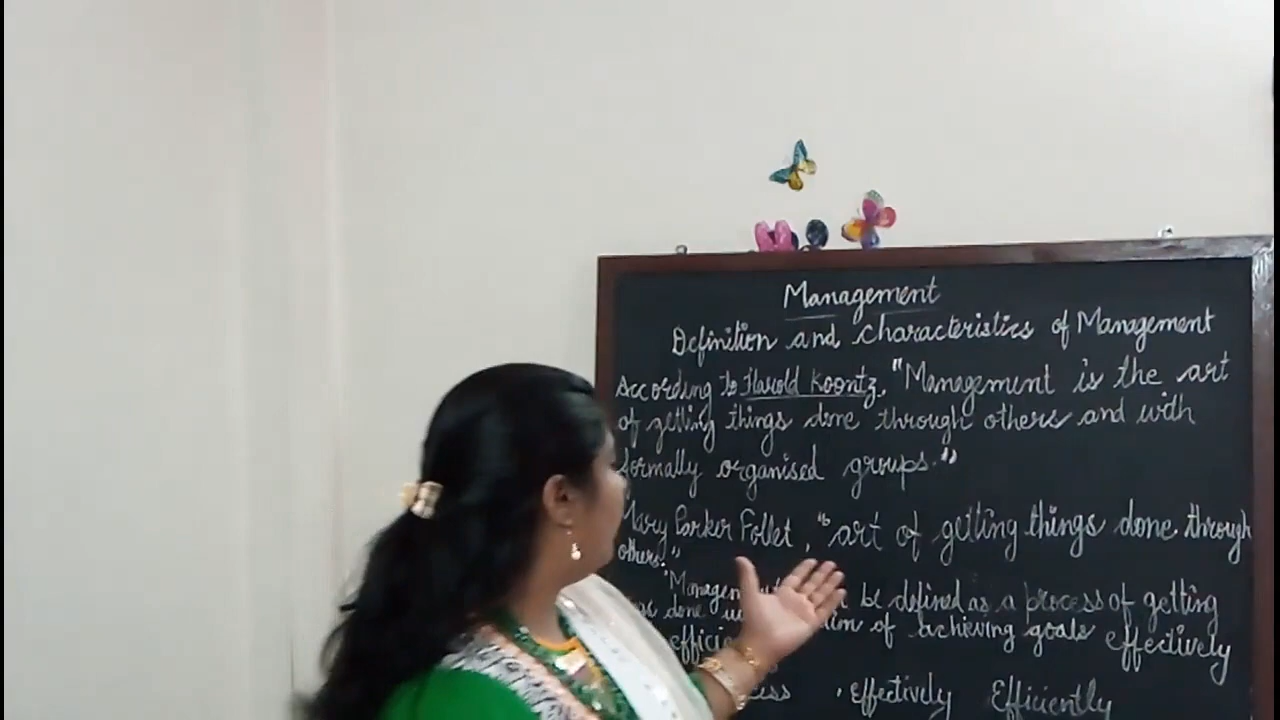 Management
Definition and characteristics of Management
According to Harold Koontz, "Management is the art
of getting things done through others and with
formally organised groups."
Mary Parker Follet, "art of getting things done through
others."
"Management be defined as a process of getting
done of achieving goals effectively
Effectively Efficiently